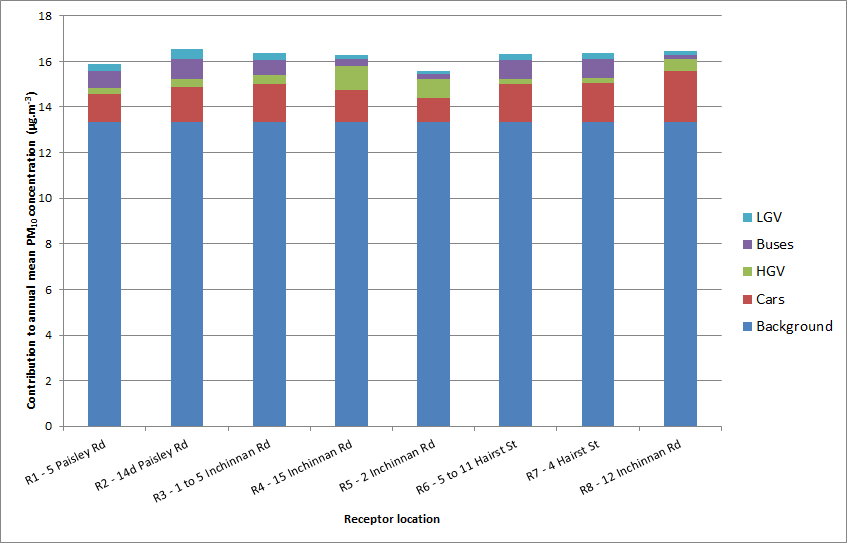 Contribution to annual mean PM10 concentration (µg.m-3)
18
16
14
12
10
8
6
4
2
0
R1 - 5 Paisley Rd
R2 - 14d Paisley Rd
R3 - 1 to 5 Inchinnan Rd
R4 - 15 Inchinnan Rd
R5 - 2 Inchinnan Rd
R6 - 5 to 11 Hairst St
R7 - 4 Hairst St
R8 - 12 Inchinnan Rd
Receptor location
LGV
Buses
HGV
Cars
Background